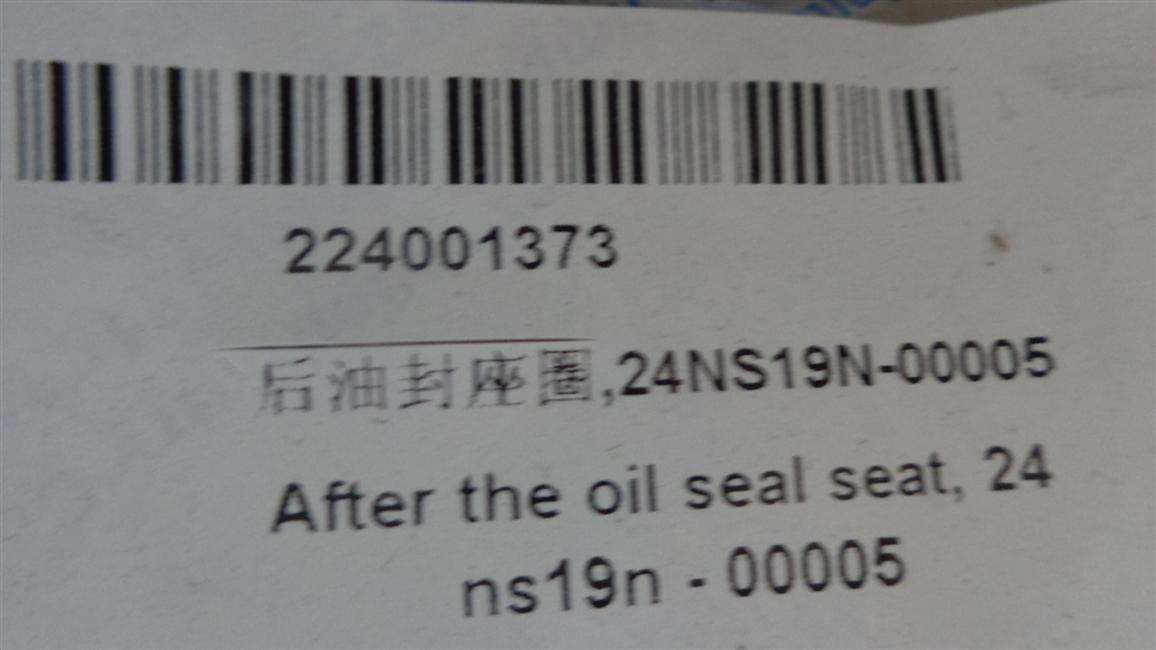 224001373
后油封座圈,24NS19N-00005
After the oil seal seat, 24
ns19n - 00005